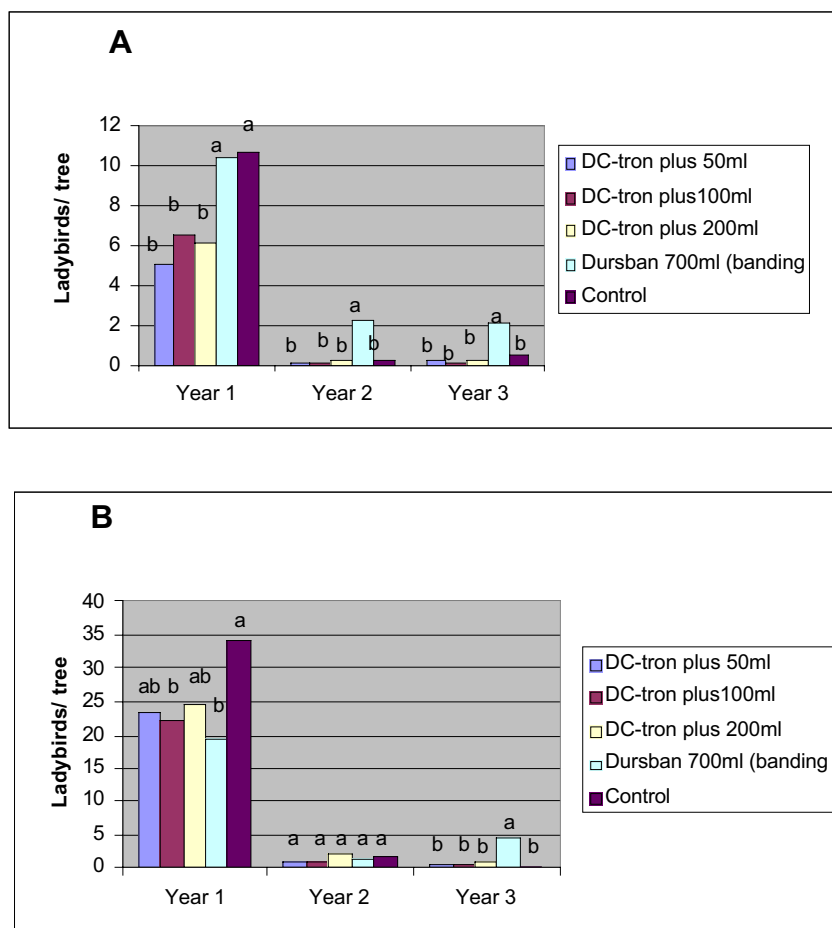 A
Ladybirds/ tree
12
10
8
6
4
2
0
b
b
b
a
a
b
b
b
a
b
b
b
b
a
b
Year 1
Year 2
Year 3
DC-tron plus 50ml
DC-tron plus100ml
DC-tron plus 200ml
Dursban 700ml (banding
Control
B
Ladybirds/ tree
40
35
30
25
20
15
10
5
0
ab
b
ab
b
a
a
a
a
a
a
b
b
b
a
b
Year 1
Year 2
Year 3
DC-tron plus 50ml
DC-tron plus100ml
DC-tron plus 200ml
Dursban 700ml (banding
Control